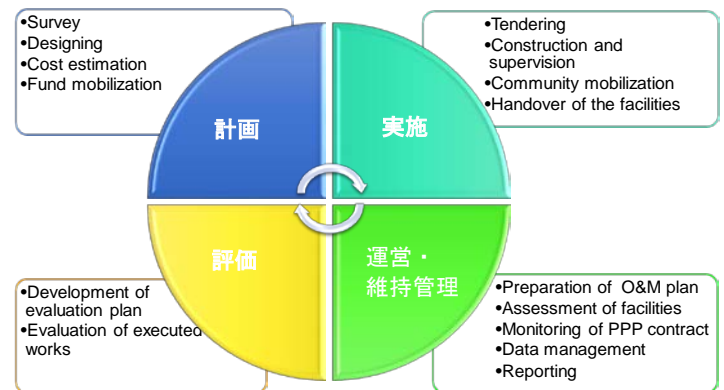 •Survey
•Designing
•Cost estimation
•Fund mobilization
•Tendering
•Construction and
supervision
•Community mobilization
•Handover of the facilities
計画
実施
評価
運営・
維持管理
•Development of
evaluation plan
•Evaluation of executed
works
•Preparation of O&M plan
•Assessment of facilities
•Monitoring of PPP contract
•Data management
•Reporting